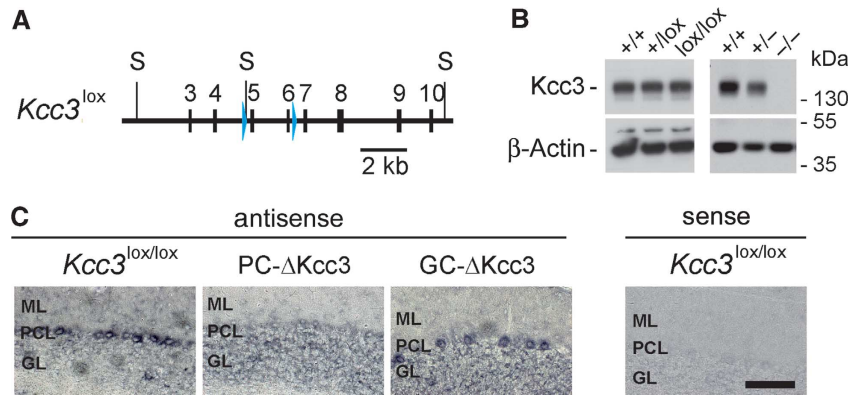 A
S S S
3 4 5 6 7 8 9 10
Kcc3lox
2 kb
B
+/+ +/lox lox/lox +/+ +/– –/–
kDa
Kcc3 -
- 130
- 55
β-Actin -
- 35
C
antisense
sense
Kcc3lox/lox PC-ΔKcc3 GC-ΔKcc3 Kcc3lox/lox
ML ML ML ML
PCL PCL PCL PCL
GL GL GL GL